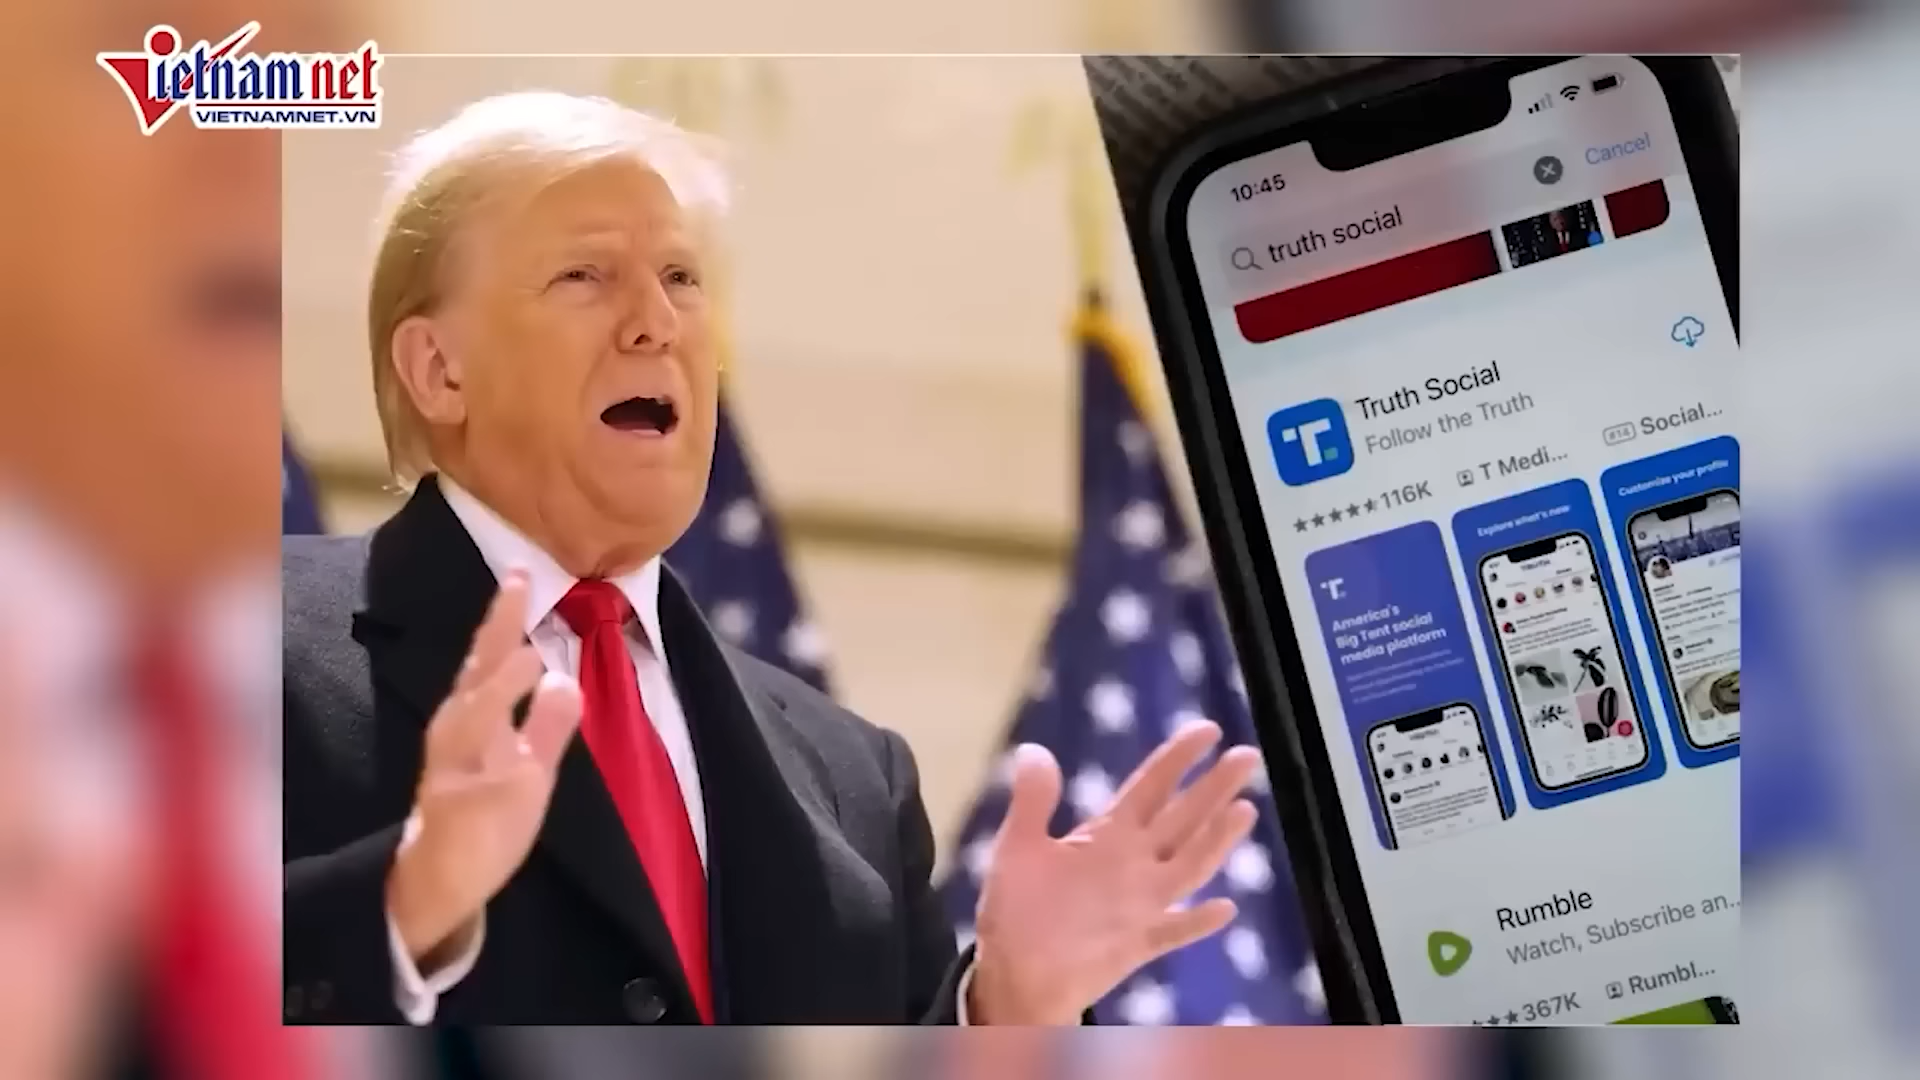 Vietnamnet
VIETNAMNET.VN
10:45
truth social
Cancel
Truth Social
Follow the Truth
116K
T Medi...
#14 Social...
America's
Big Tent social
media platform
Explore what's new
Customize your profile
Rumble
Watch, Subscribe an...
367K
Rumbl...